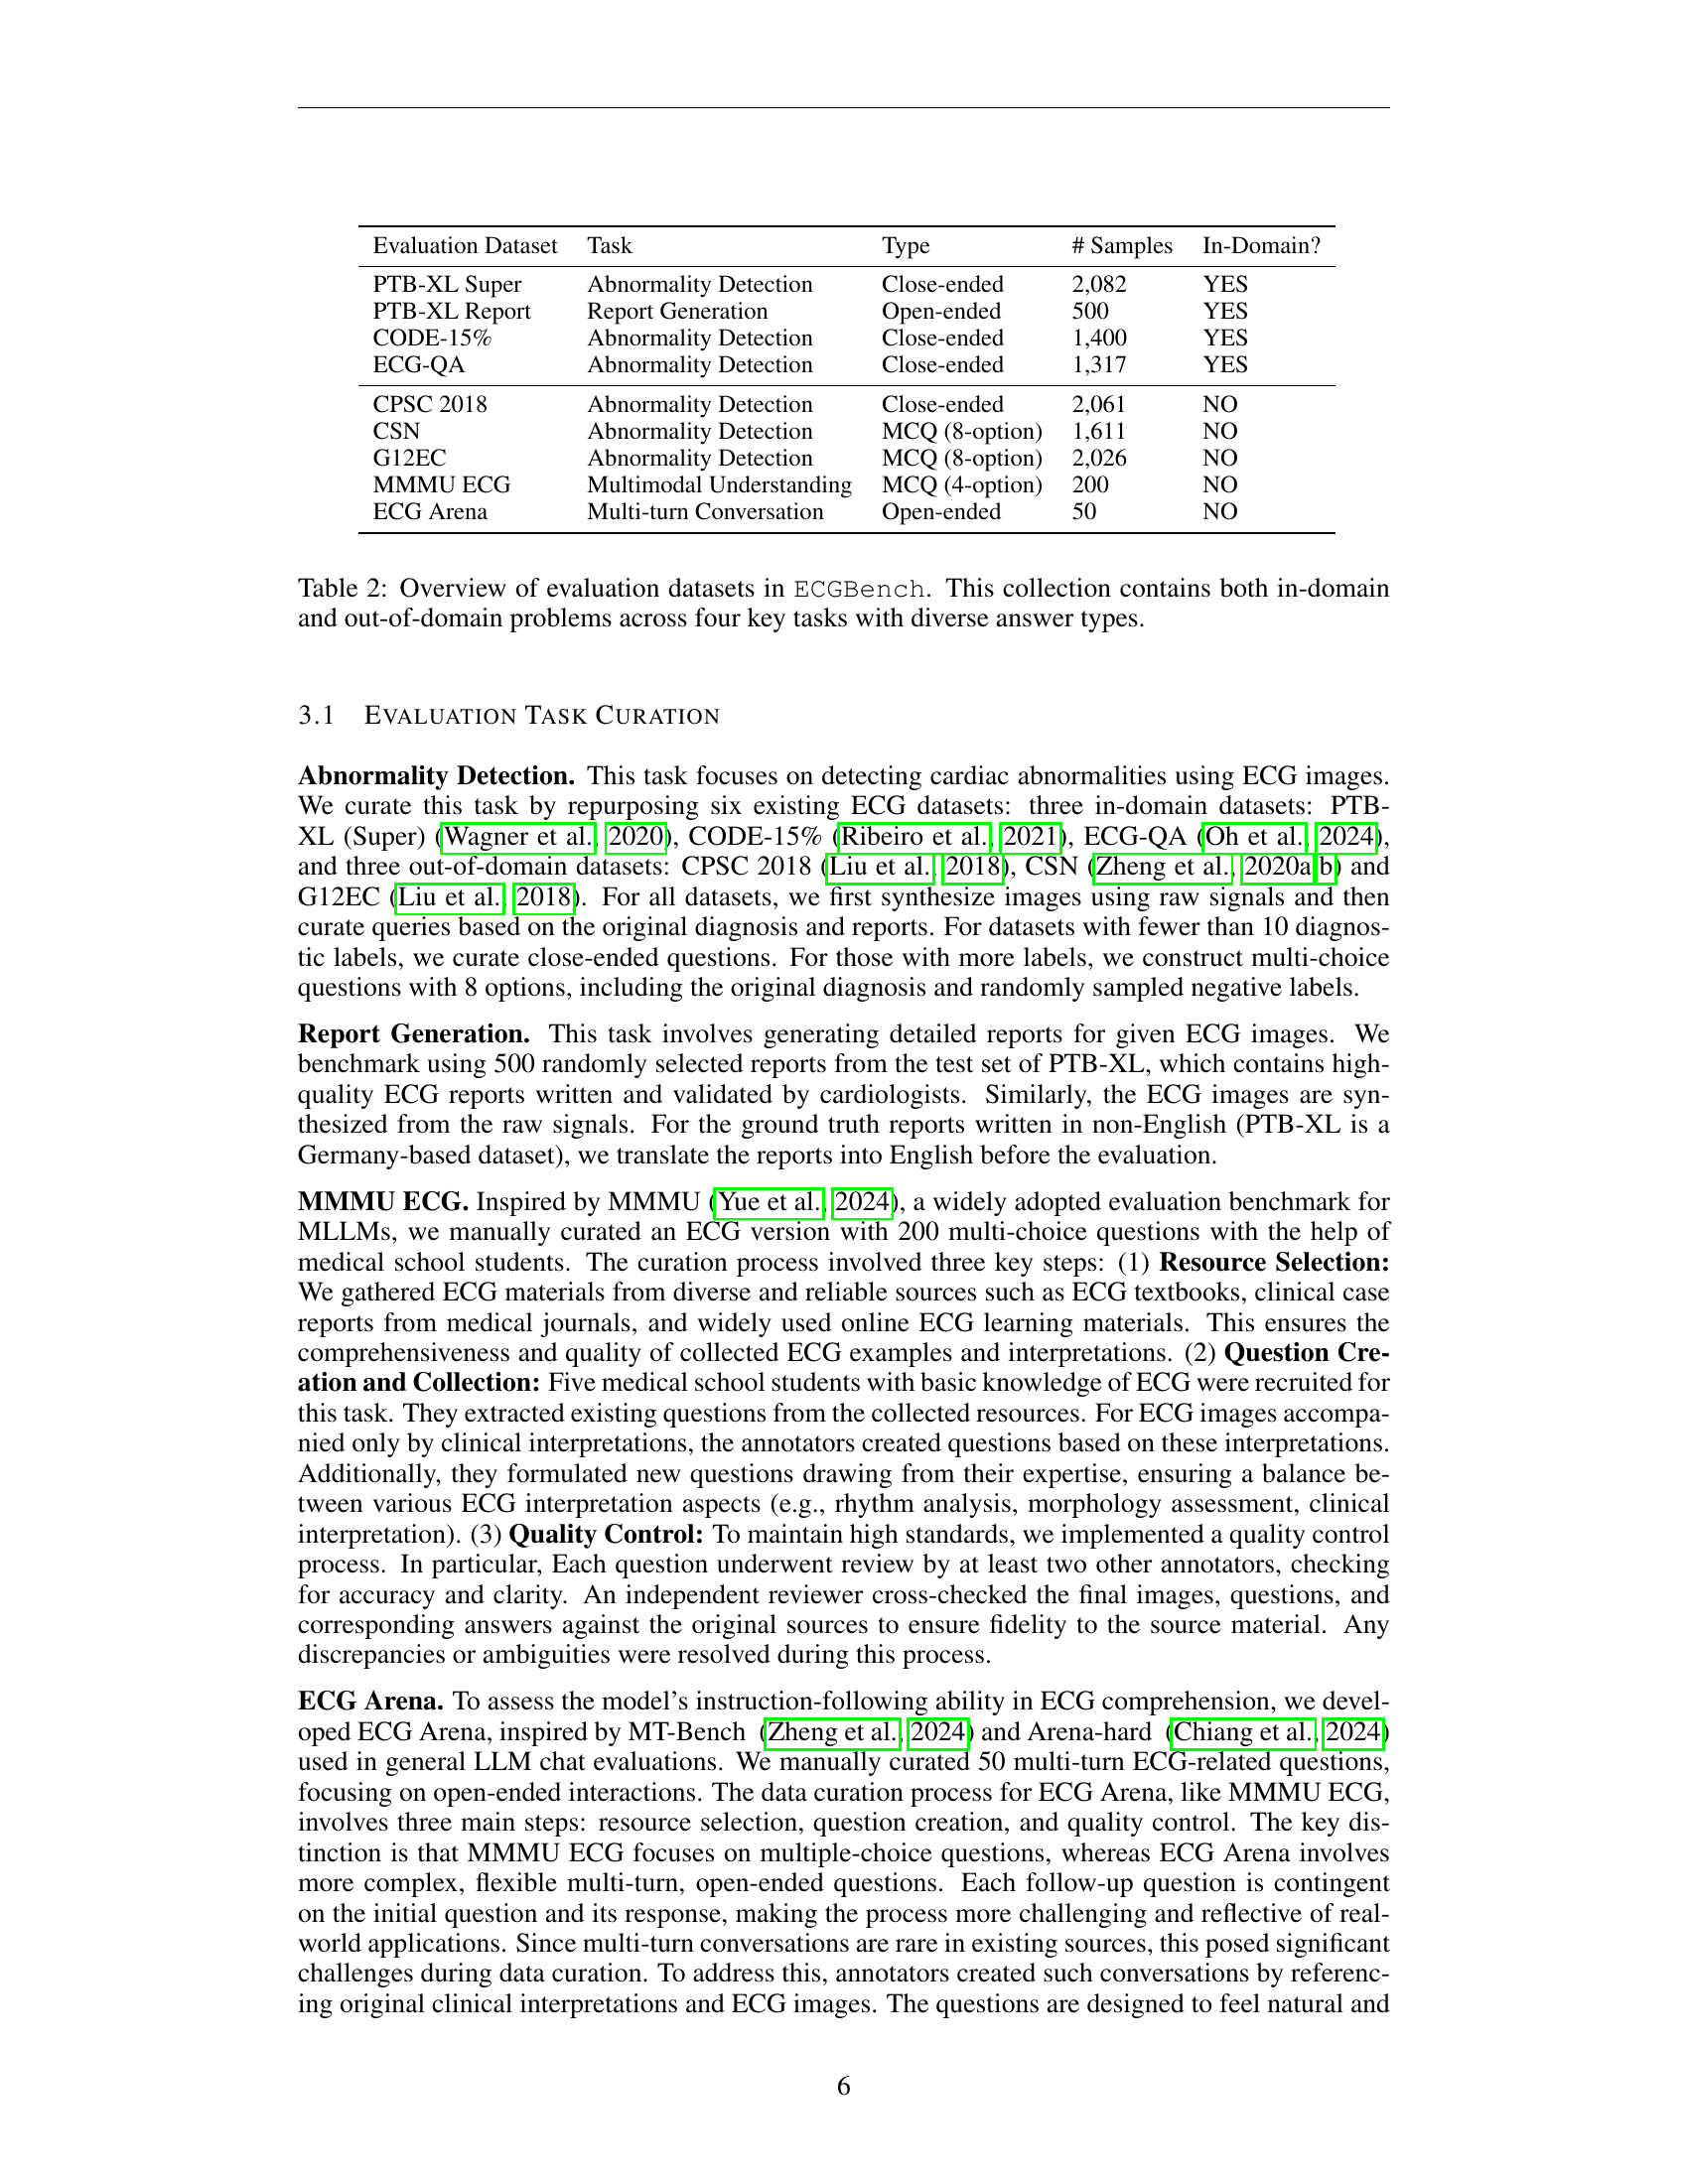 Evaluation Dataset Task Type # Samples In-Domain?
PTB-XL Super Abnormality Detection Close-ended 2,082 YES
PTB-XL Report Report Generation Open-ended 500 YES
CODE-15% Abnormality Detection Close-ended 1,400 YES
ECG-QA Abnormality Detection Close-ended 1,317 YES
CPSC 2018 Abnormality Detection Close-ended 2,061 NO
CSN Abnormality Detection MCQ (8-option) 1,611 NO
G12EC Abnormality Detection MCQ (8-option) 2,026 NO
MMMU ECG Multimodal Understanding MCQ (4-option) 200 NO
ECG Arena Multi-turn Conversation Open-ended 50 NO
Table 2: Overview of evaluation datasets in ECGBench. This collection contains both in-domain
and out-of-domain problems across four key tasks with diverse answer types.
3.1 EVALUATION TASK CURATION
Abnormality Detection. This task focuses on detecting cardiac abnormalities using ECG images.
We curate this task by repurposing six existing ECG datasets: three in-domain datasets: PTB-
XL (Super) (Wagner et al., 2020), CODE-15% (Ribeiro et al., 2021), ECG-QA (Oh et al., 2024),
and three out-of-domain datasets: CPSC 2018 (Liu et al., 2018), CSN (Zheng et al., 2020a;b) and
G12EC (Liu et al., 2018). For all datasets, we first synthesize images using raw signals and then
curate queries based on the original diagnosis and reports. For datasets with fewer than 10 diagnos-
tic labels, we curate close-ended questions. For those with more labels, we construct multi-choice
questions with 8 options, including the original diagnosis and randomly sampled negative labels.
Report Generation. This task involves generating detailed reports for given ECG images. We
benchmark using 500 randomly selected reports from the test set of PTB-XL, which contains high-
quality ECG reports written and validated by cardiologists. Similarly, the ECG images are syn-
thesized from the raw signals. For the ground truth reports written in non-English (PTB-XL is a
Germany-based dataset), we translate the reports into English before the evaluation.
MMMU ECG. Inspired by MMMU (Yue et al., 2024), a widely adopted evaluation benchmark for
MLLMs, we manually curated an ECG version with 200 multi-choice questions with the help of
medical school students. The curation process involved three key steps: (1) Resource Selection:
We gathered ECG materials from diverse and reliable sources such as ECG textbooks, clinical case
reports from medical journals, and widely used online ECG learning materials. This ensures the
comprehensiveness and quality of collected ECG examples and interpretations. (2) Question Cre-
ation and Collection: Five medical school students with basic knowledge of ECG were recruited for
this task. They extracted existing questions from the collected resources. For ECG images accompa-
nied only by clinical interpretations, the annotators created questions based on these interpretations.
Additionally, they formulated new questions drawing from their expertise, ensuring a balance be-
tween various ECG interpretation aspects (e.g., rhythm analysis, morphology assessment, clinical
interpretation). (3) Quality Control: To maintain high standards, we implemented a quality control
process. In particular, Each question underwent review by at least two other annotators, checking
for accuracy and clarity. An independent reviewer cross-checked the final images, questions, and
corresponding answers against the original sources to ensure fidelity to the source material. Any
discrepancies or ambiguities were resolved during this process.
ECG Arena. To assess the model's instruction-following ability in ECG comprehension, we devel-
oped ECG Arena, inspired by MT-Bench (Zheng et al., 2024) and Arena-hard (Chiang et al., 2024)
used in general LLM chat evaluations. We manually curated 50 multi-turn ECG-related questions,
focusing on open-ended interactions. The data curation process for ECG Arena, like MMMU ECG,
involves three main steps: resource selection, question creation, and quality control. The key dis-
tinction is that MMMU ECG focuses on multiple-choice questions, whereas ECG Arena involves
more complex, flexible multi-turn, open-ended questions. Each follow-up question is contingent
on the initial question and its response, making the process more challenging and reflective of real-
world applications. Since multi-turn conversations are rare in existing sources, this posed significant
challenges during data curation. To address this, annotators created such conversations by referenc-
ing original clinical interpretations and ECG images. The questions are designed to feel natural and
6